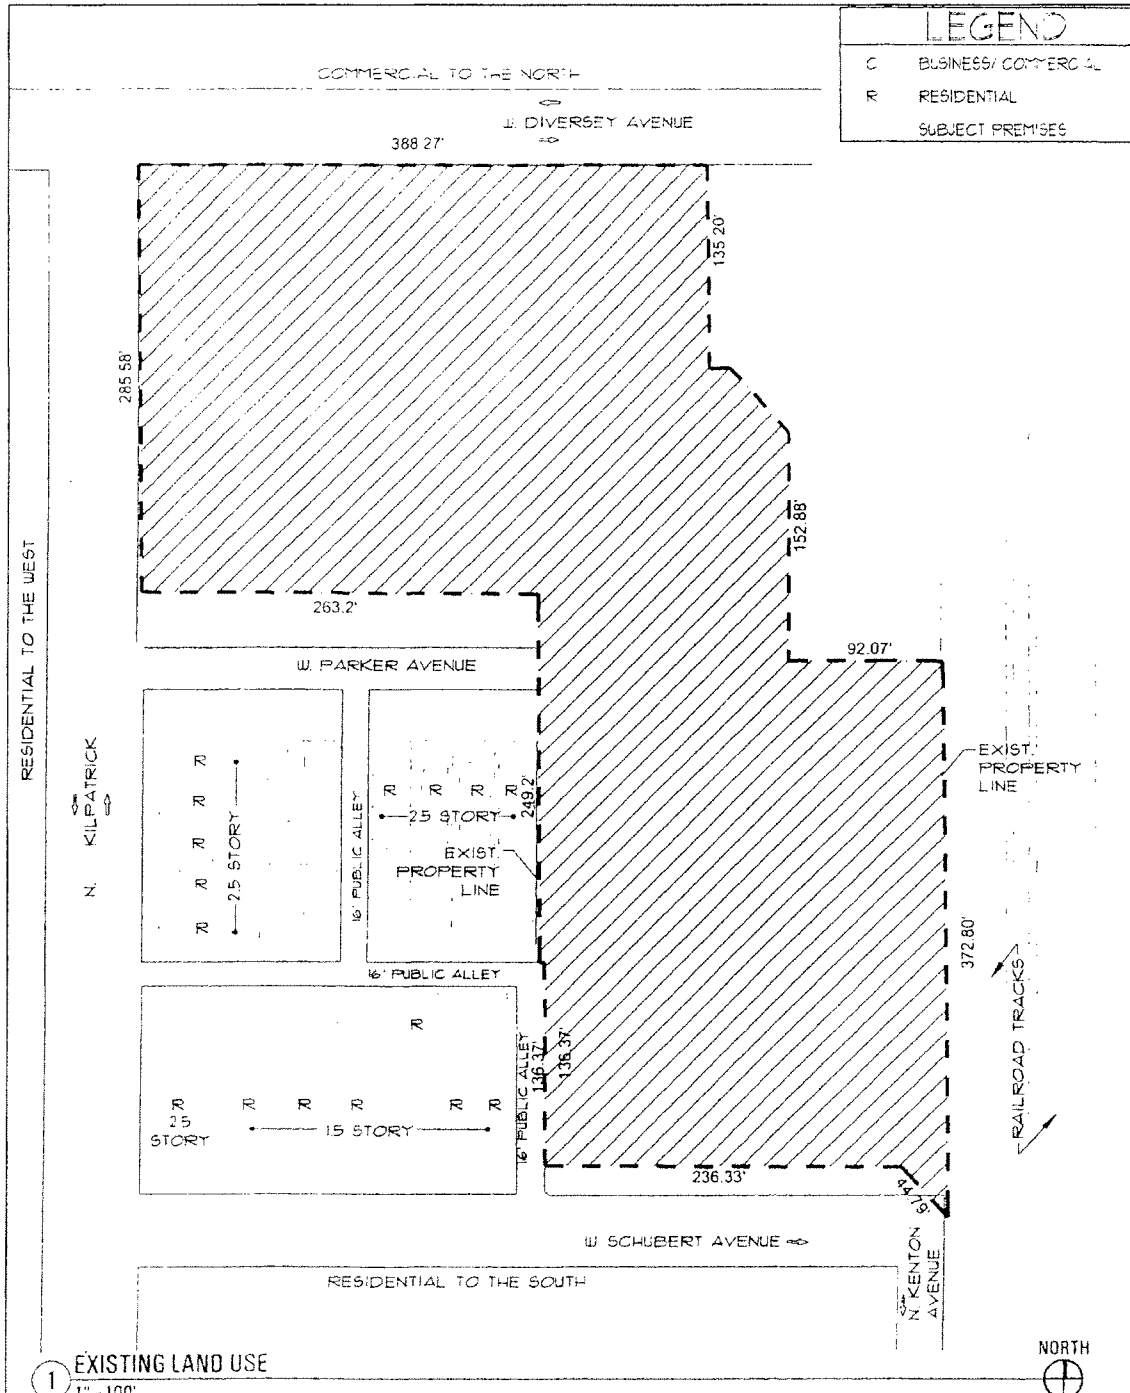 LEGEND
C BUSINESS/ COMMERCIAL
R RESIDENTIAL
SUBJECT PREMISES
COMMERCIAL TO THE NORTH
W. DIVERSEY AVENUE
388.27'
135.20'
285.58'
152.88'
263.2'
92.07'
W. PARKER AVENUE
RESIDENTIAL TO THE WEST
N. KILPATRICK
EXIST.
PROPERTY
LINE
R
R
R
R
R
2.5 STORY
16' PUBLIC ALLEY
R R R R
2.5 STORY
249.2'
EXIST.
PROPERTY
LINE
372.80'
RAILROAD TRACKS
16' PUBLIC ALLEY
R
R R R R R R
2.5
STORY
1.5 STORY
16' PUBLIC ALLEY
136.37'
136.37'
236.33'
44.79'
W SCHUBERT AVENUE
N. KENTON
AVENUE
RESIDENTIAL TO THE SOUTH
1 EXISTING LAND USE
1" = 100'
NORTH